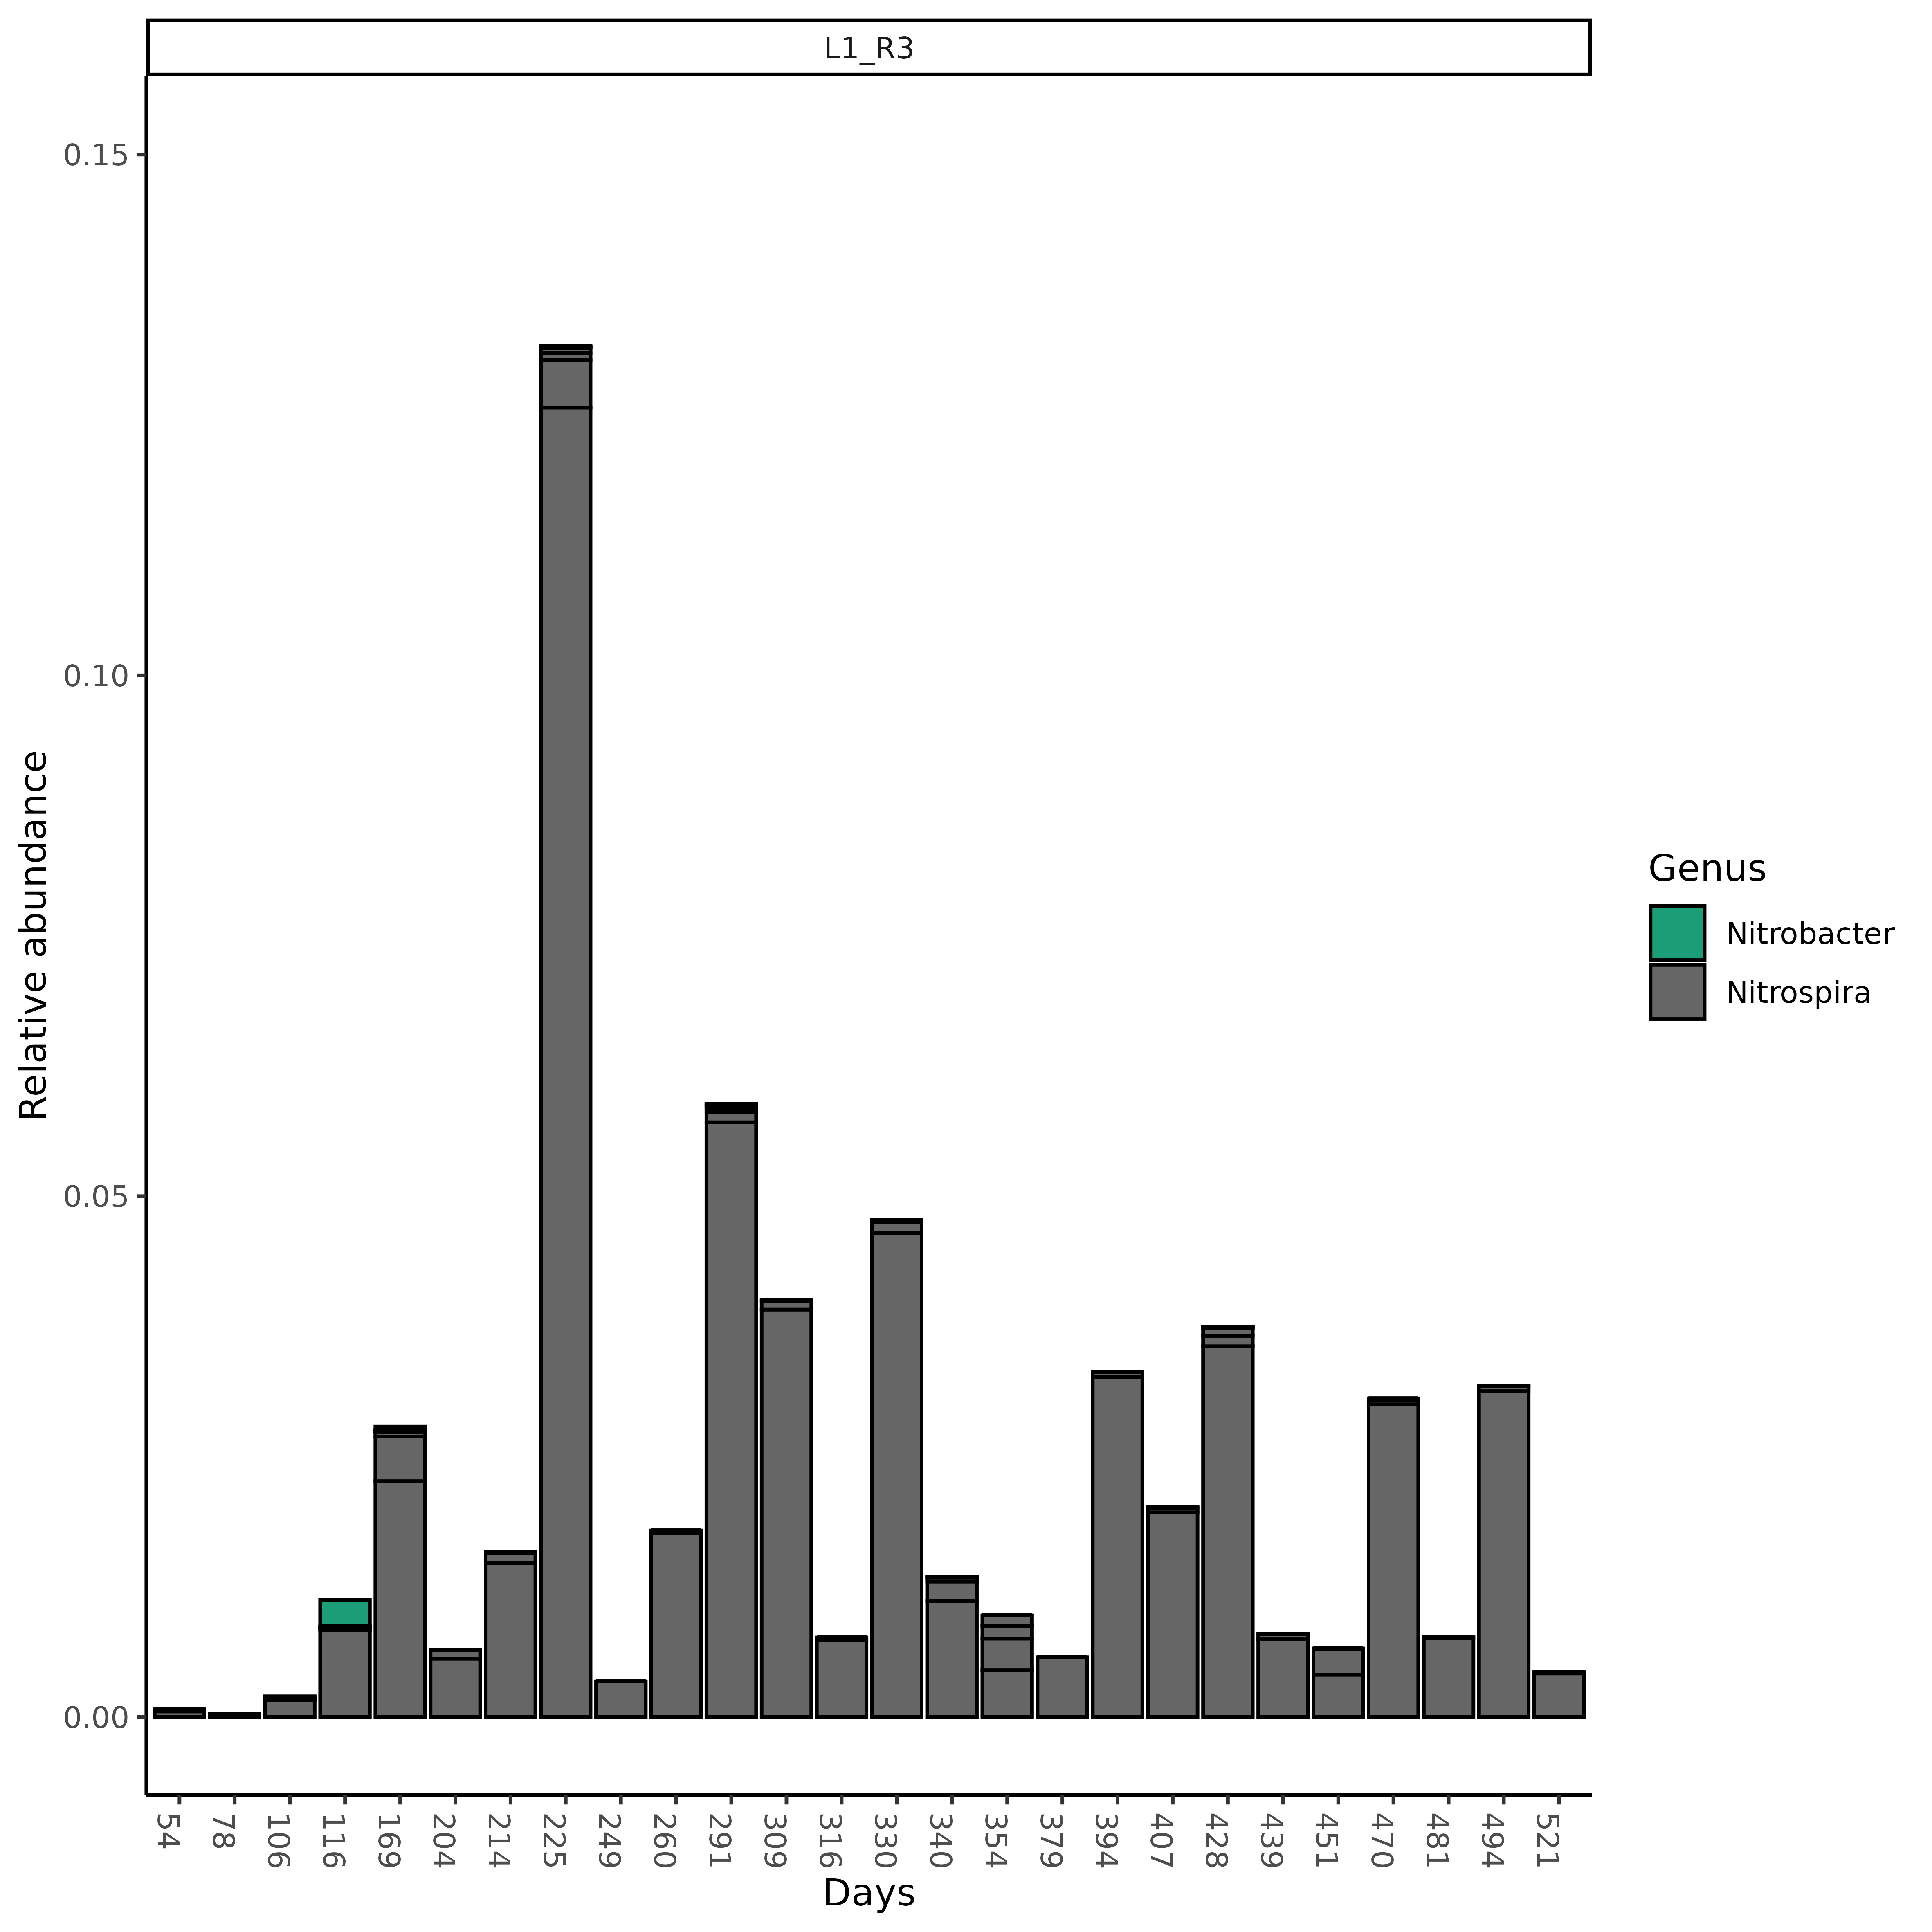 L1_R3
0.15
0.10
0.05
0.00
Relative abundance
54 78 106 116 169 204 214 225 249 260 291 309 316 330 340 354 379 394 407 428 439 451 470 481 494 521
Days
Genus
Nitrobacter
Nitrospira